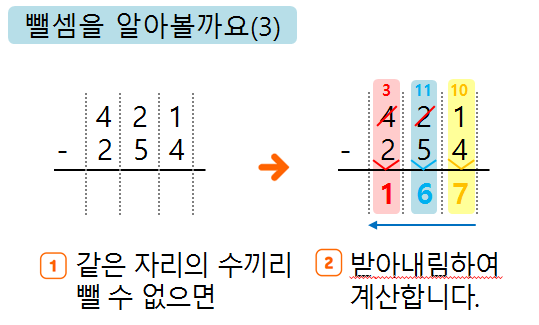 뺄셈을 알아볼까요(3)
4 2 1
- 2 5 4
3 11 10
4 2 1
- 2 5 4
1 6 7
1 같은 자리의 수끼리
뺄 수 없으면
2 받아내림하여
계산합니다.